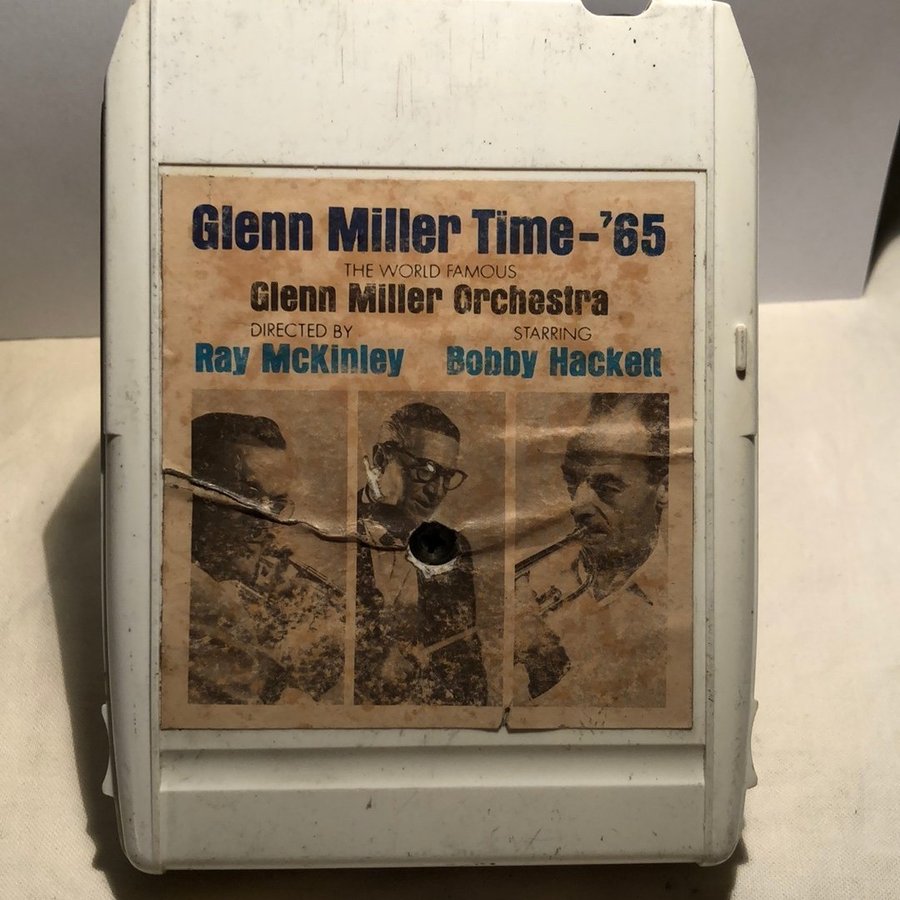 Glenn Miller Time-'65
THE WORLD FAMOUS
Glenn Miller Orchestra
DIRECTED BY STARRING
Ray McKinley Bobby Hackett